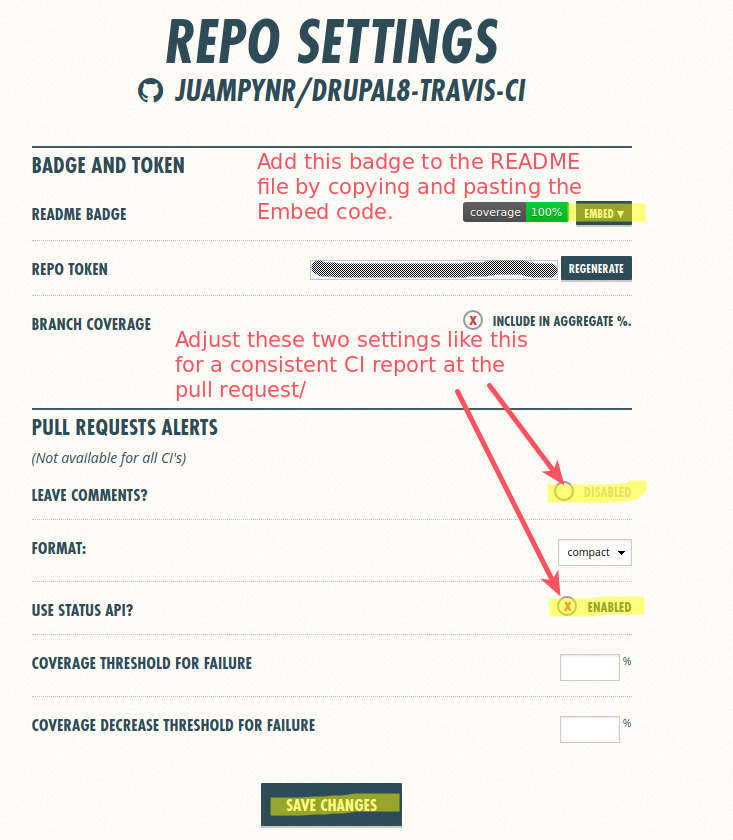 REPO SETTINGS
JUAMPYNR/DRUPAL8-TRAVIS-CI
BADGE AND TOKEN
Add this badge to the README
file by copying and pasting the
Embed code.
README BADGE
coverage 100% EMBED ▼
REPO TOKEN
REGENERATE
BRANCH COVERAGE
X INCLUDE IN AGGREGATE %.
Adjust these two settings like this
for a consistent CI report at the
pull request/
PULL REQUESTS ALERTS
(Not available for all CI's)
LEAVE COMMENTS? DISABLED
FORMAT: compact
USE STATUS API? X ENABLED
COVERAGE THRESHOLD FOR FAILURE %
COVERAGE DECREASE THRESHOLD FOR FAILURE %
SAVE CHANGES